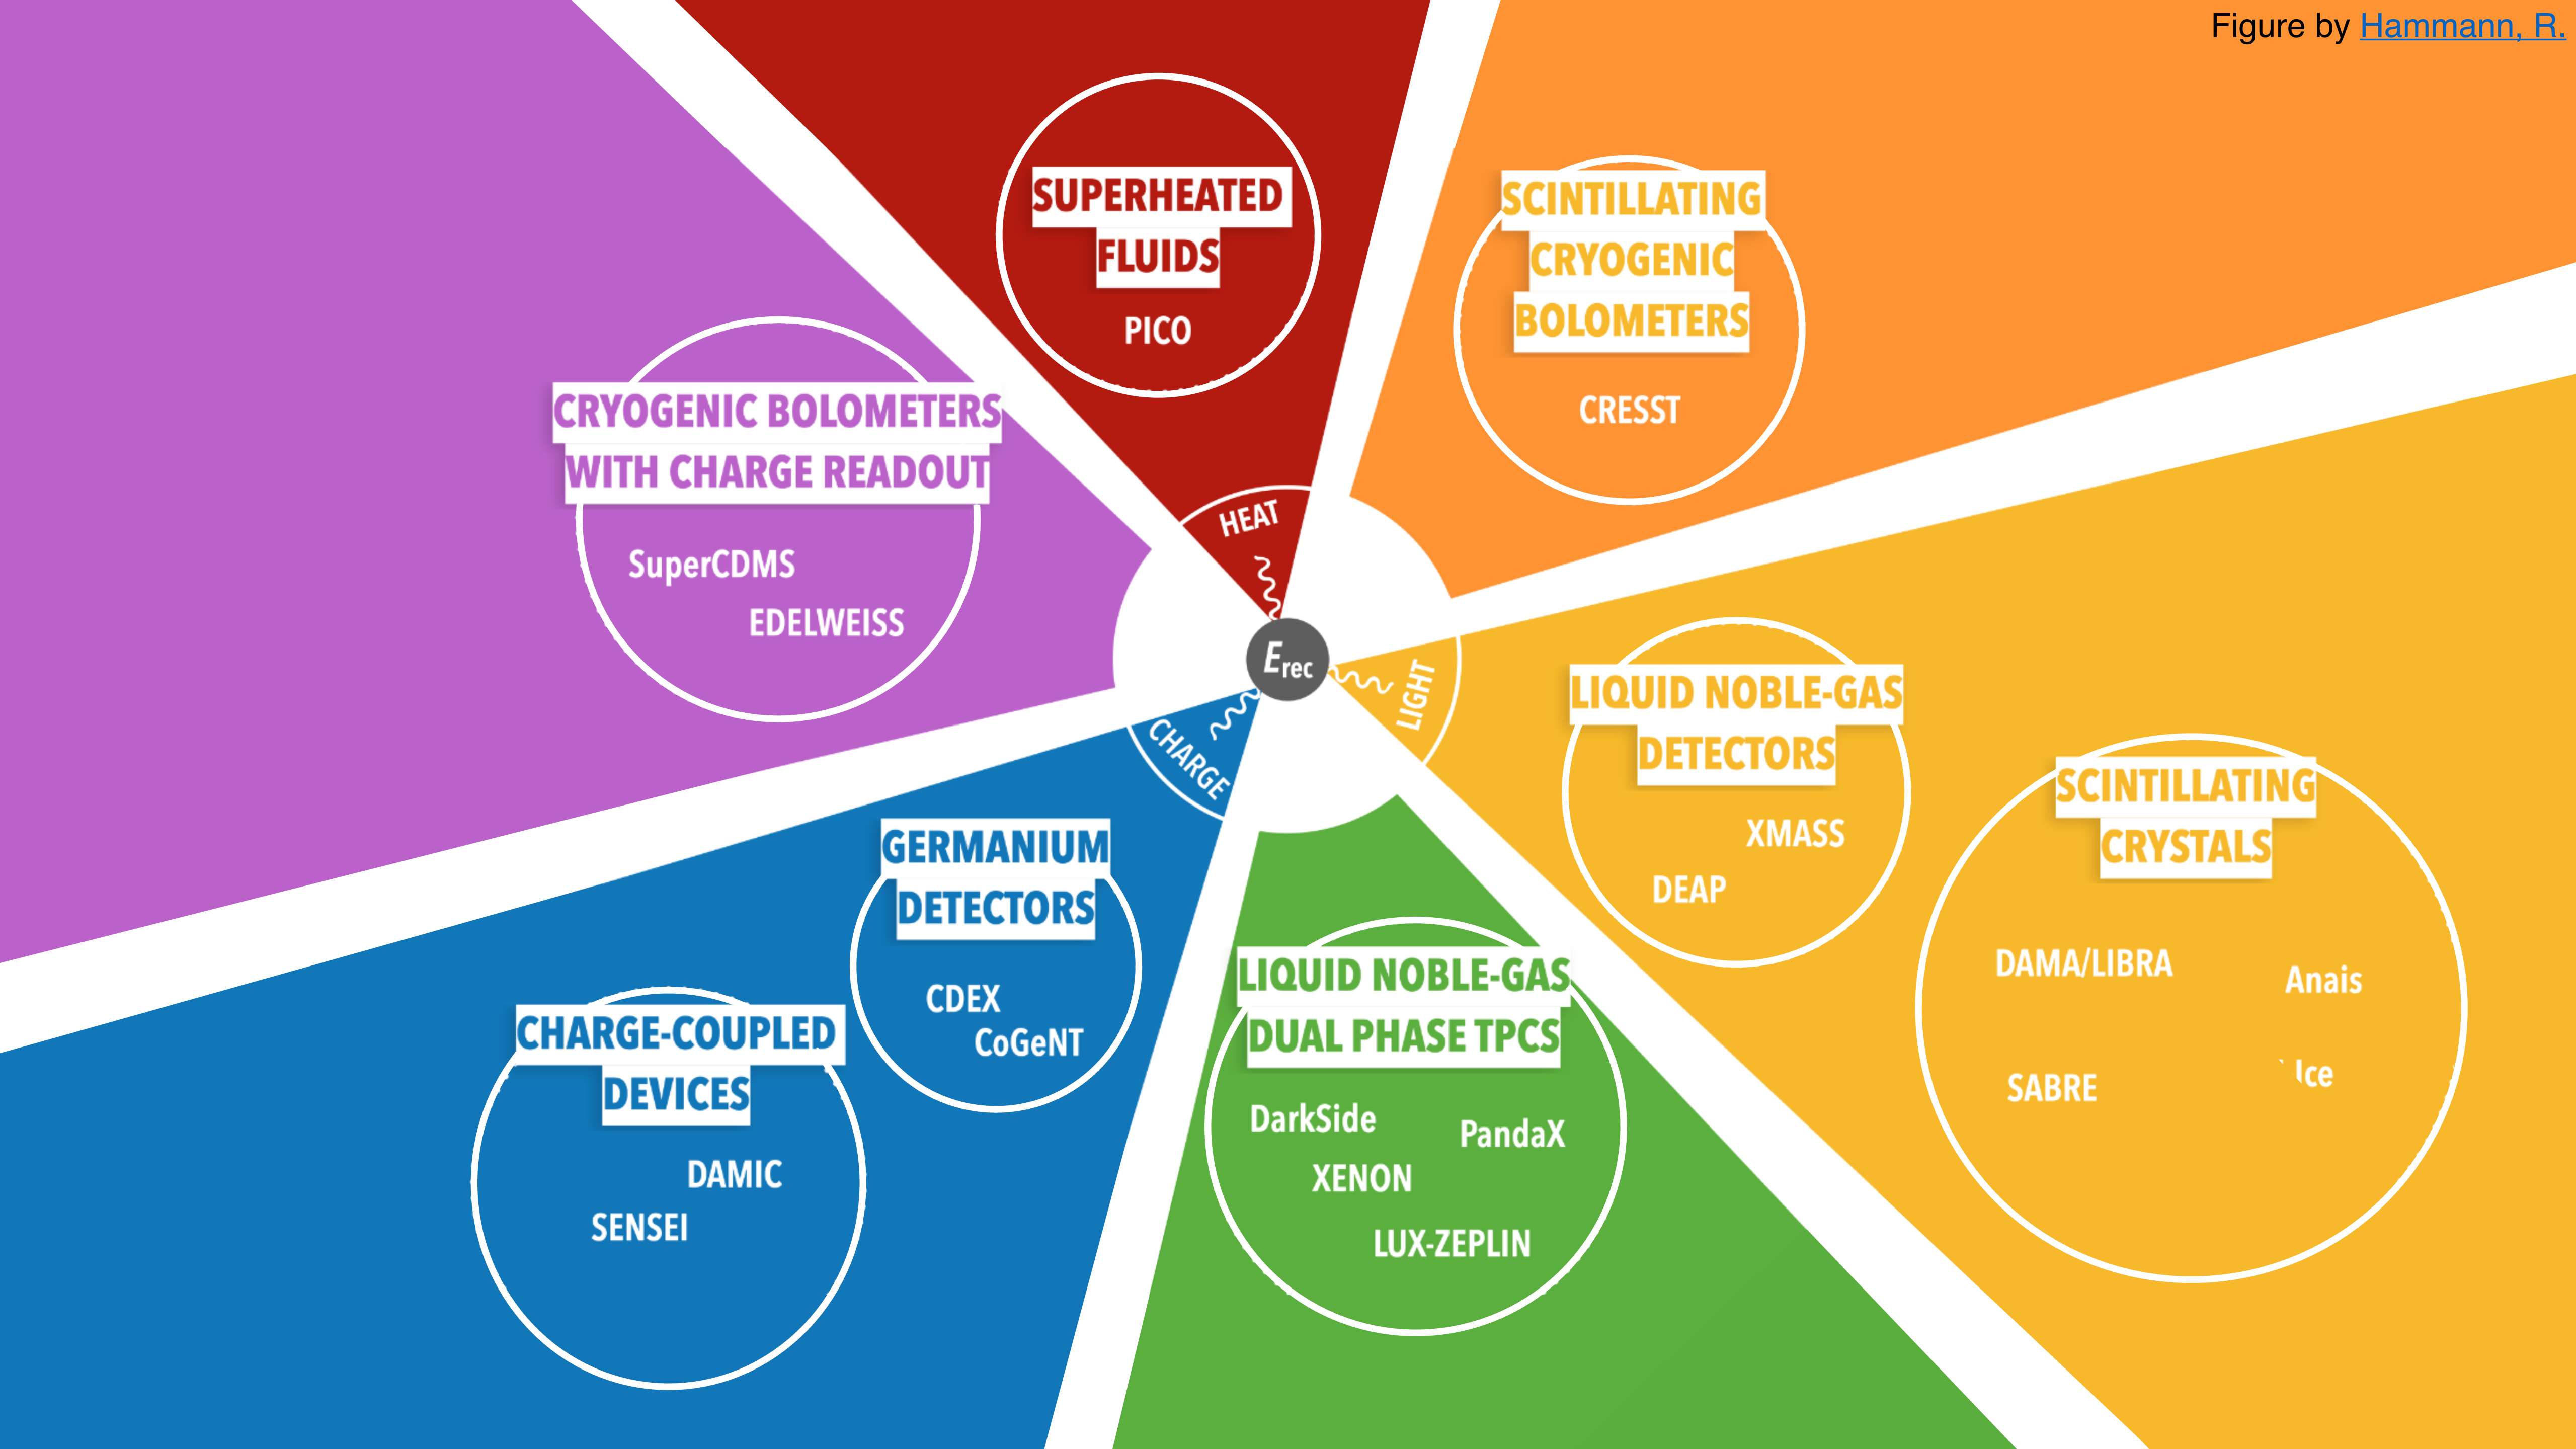 Figure by Hammann, R.
SUPERHEATED
FLUIDS
PICO
SCINTILLATING
CRYOGENIC
BOLOMETERS
CRESST
CRYOGENIC BOLOMETERS
WITH CHARGE READOUT
SuperCDMS
EDELWEISS
HEAT
Erec
LIGHT
CHARGE
LIQUID NOBLE-GAS
DETECTORS
XMASS
DEAP
SCINTILLATING
CRYSTALS
DAMA/LIBRA
Anais
SABRE
Ice
GERMANIUM
DETECTORS
CDEX
CoGeNT
CHARGE-COUPLED
DEVICES
DAMIC
SENSEI
LIQUID NOBLE-GAS
DUAL PHASE TPCS
DarkSide
PandaX
XENON
LUX-ZEPLIN